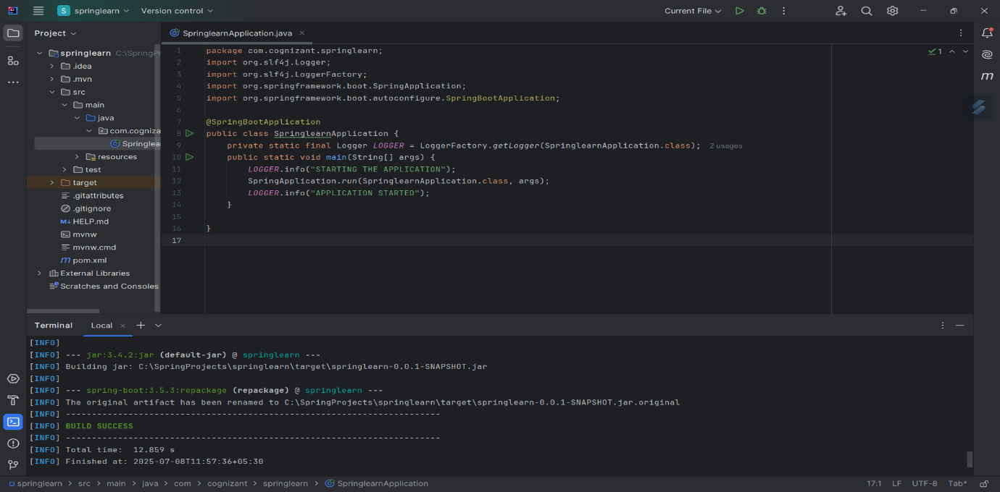 S springlearn Version control Current File
Project
SpringlearnApplication.java
springlearn C:\SpringPr
.idea
.mvn
src
main
java
com.cogniza
Springlear
resources
test
target
.gitattributes
.gitignore
M↓ HELP.md
mvnw
mvnw.cmd
m pom.xml
External Libraries
Scratches and Consoles
1 package com.cognizant.springlearn;
2 import org.slf4j.Logger;
3 import org.slf4j.LoggerFactory;
4 import org.springframework.boot.SpringApplication;
5 import org.springframework.boot.autoconfigure.SpringBootApplication;
6
7 @SpringBootApplication
8 public class SpringlearnApplication {
9 private static final Logger LOGGER = LoggerFactory.getLogger(SpringlearnApplication.class); 2 usages
10 public static void main(String[] args) {
11 LOGGER.info("STARTING THE APPLICATION");
12 SpringApplication.run(SpringlearnApplication.class, args);
13 LOGGER.info("APPLICATION STARTED");
14 }
15
16 }
17
1
m
Terminal Local
[INFO]
[INFO] --- jar:3.4.2:jar (default-jar) @ springlearn ---
[INFO] Building jar: C:\SpringProjects\springlearn\target\springlearn-0.0.1-SNAPSHOT.jar
[INFO]
[INFO] --- spring-boot:3.5.3:repackage (repackage) @ springlearn ---
[INFO] The original artifact has been renamed to C:\SpringProjects\springlearn\target\springlearn-0.0.1-SNAPSHOT.jar.original
[INFO] ------------------------------------------------------------------------
[INFO] BUILD SUCCESS
[INFO] ------------------------------------------------------------------------
[INFO] Total time:  12.859 s
[INFO] Finished at: 2025-07-08T11:57:36+05:30
springlearn > src > main > java > com > cognizant > springlearn > SpringlearnApplication 17:1 LF UTF-8 Tab*